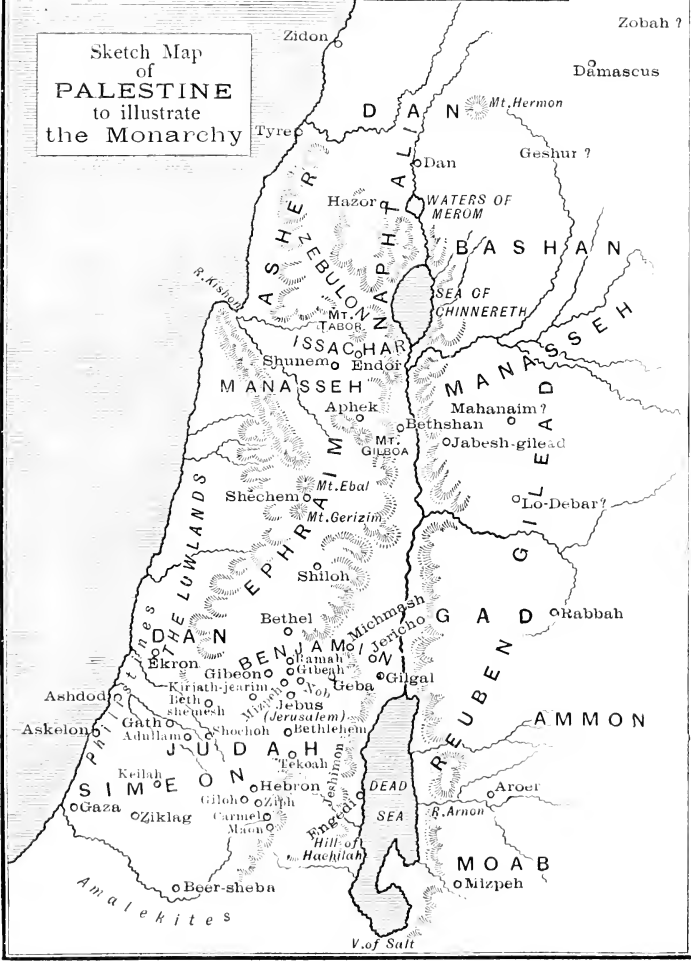 Sketch Map
of
PALESTINE
to illustrate
the Monarchy
Zobah ?
Zidon
Damascus
DAN
Mt. Hermon
Tyre
Geshur ?
Dan
ASHER
NAPHTALI
Hazor
WATERS OF
MEROM
ZEBULON
BASHAN
R. Kishon
SEA OF
CHINNERETH
MT.
TABOR
ISSACHAR
Shunem
Endor
MANASSEH
MANASSEH
Aphek
Mahanaim ?
Bethshan
Jabesh-gilead
MT.
GILBOA
GILEAD
Mt. Ebal
Shechem
Mt. Gerizim
Lo-Debar ?
EPHRAIM
THE LOWLANDS
Shiloh
Bethel
Michmash
Jericho
GAD
Rabbah
DAN
BENJAMIN
Ekron
Ramah
Gibeon
Gibeah
Kirjath-jearim
Mizpeh
Nob
Geba
Gilgal
REUBEN
Ashdod
Beth
shemesh
Jebus
(Jerusalem)
Philistines
Askelon
Gath
Adullam
Shochoh
Bethlehem
AMMON
JUDAH
Tekoah
Jeshimon
Keilah
SIMEON
Hebron
DEAD
SEA
Giloh
Ziph
Engedi
Aroer
Gaza
Ziklag
Carmel
Maon
R. Arnon
Hill of
Hachilah
MOAB
Beer-sheba
Mizpeh
Amalekites
V. of Salt